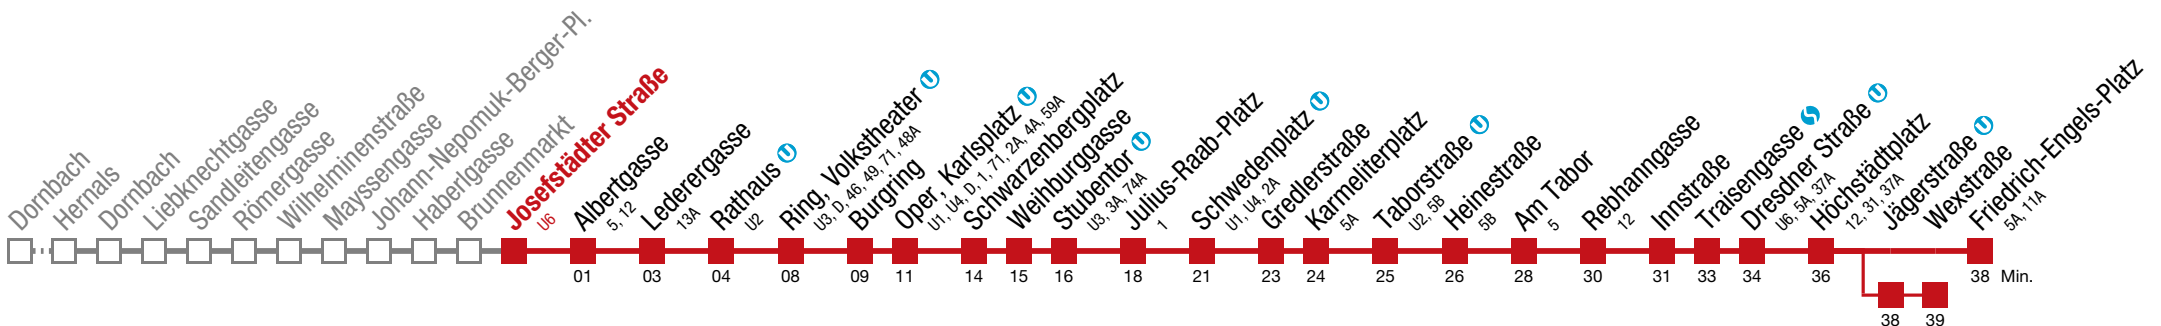 Dornbach
Hernals
Dornbach
Liebknechtgasse
Sandleitengasse
Römergasse
Wilhelminenstraße
Mayssengasse
Johann-Nepomuk-Berger-Pl.
Haberlgasse
Brunnenmarkt
Josefstädter Straße
U6
Albertgasse
5, 12
Lederergasse
13A
Rathaus U
U2
Ring, Volkstheater U
U3, D, 46, 49, 71, 48A
Burgring
Oper, Karlsplatz U
U1, U4, D, 1, 71, 2A, 4A, 59A
Schwarzenbergplatz
Weihburggasse
Stubentor U
U3, 3A, 74A
Julius-Raab-Platz
1
Schwedenplatz U
U1, U4, 2A
Gredlerstraße
Karmeliterplatz
5A
Taborstraße U
U2, 5B
Heinestraße
5B
Am Tabor
5
Rebhanngasse
12
Innstraße
Traisengasse S
Dresdner Straße U
U6, 5A, 37A
Höchstädtplatz
12, 31, 37A
Jägerstraße U
Wexstraße
Friedrich-Engels-Platz
5A, 11A
01 03 04 08 09 11 14 15 16 18 21 23 24 25 26 28 30 31 33 34 36 38 Min.
38 39